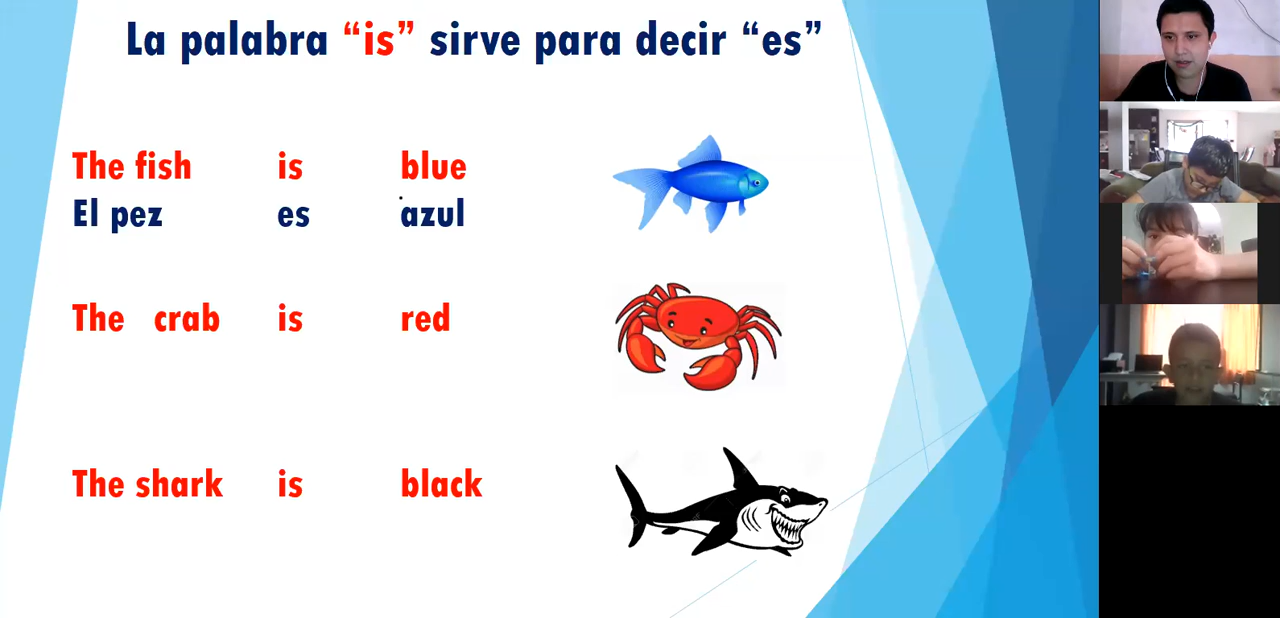 La palabra “is” sirve para decir “es”
The fish is blue
El pez es azul
The crab is red
The shark is black